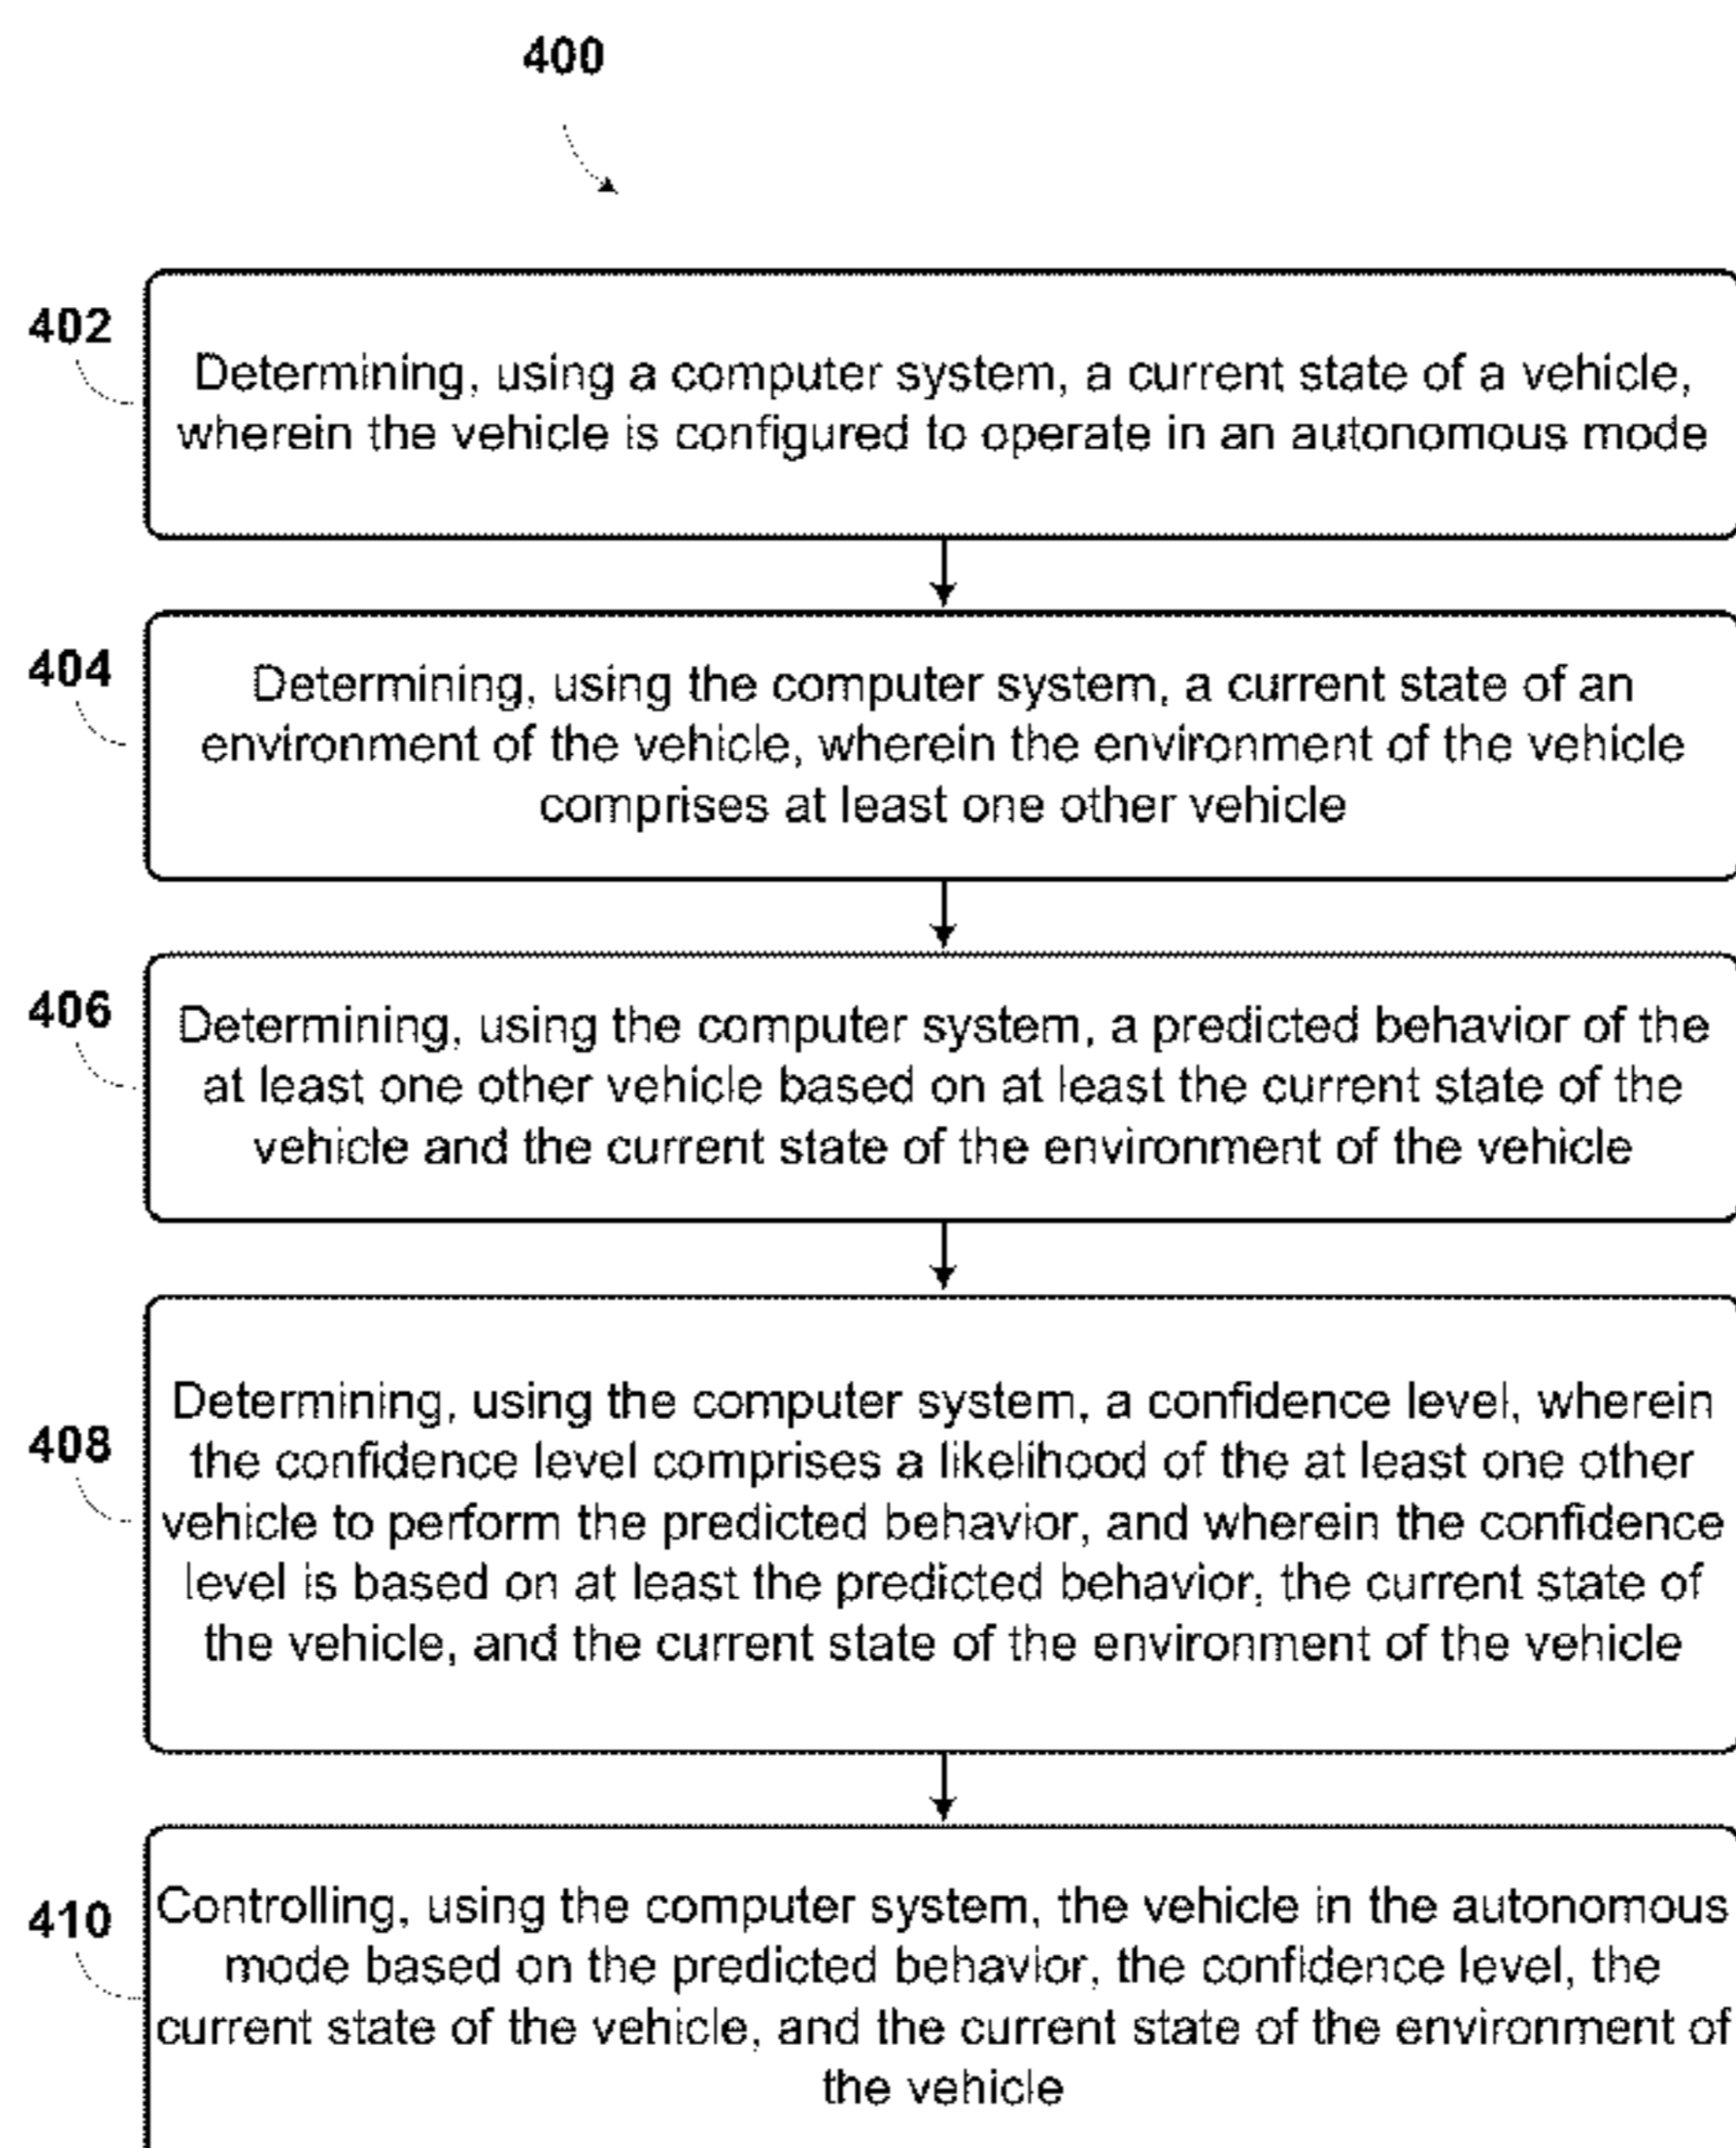 400
402
Determining, using a computer system, a current state of a vehicle,
wherein the vehicle is configured to operate in an autonomous mode
404
Determining, using the computer system, a current state of an
environment of the vehicle, wherein the environment of the vehicle
comprises at least one other vehicle
406
Determining, using the computer system, a predicted behavior of the
at least one other vehicle based on at least the current state of the
vehicle and the current state of the environment of the vehicle
408
Determining, using the computer system, a confidence level, wherein
the confidence level comprises a likelihood of the at least one other
vehicle to perform the predicted behavior, and wherein the confidence
level is based on at least the predicted behavior, the current state of
the vehicle, and the current state of the environment of the vehicle
410
Controlling, using the computer system, the vehicle in the autonomous
mode based on the predicted behavior, the confidence level, the
current state of the vehicle, and the current state of the environment of
the vehicle